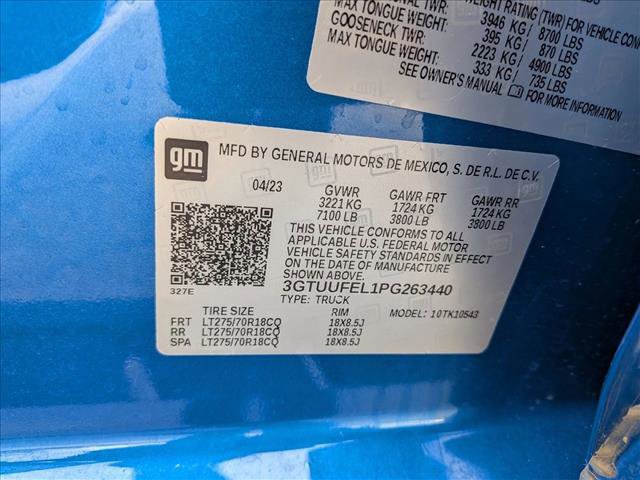 WEIGHT RATING (TWR) FOR VEHICLE CONF
MAX TONGUE WEIGHT: 3946 KG/ 8700 LBS
GOOSENECK TWR: 395 KG/ 870 LBS
MAX TONGUE WEIGHT: 2223 KG/ 4900 LBS
333 KG/ 735 LBS
SEE OWNER'S MANUAL FOR MORE INFORMATION
gm
MFD BY GENERAL MOTORS DE MEXICO, S. DE R.L. DE C.V.
04/23 GVWR GAWR FRT GAWR RR
3221 KG 1724 KG 1724 KG
7100 LB 3800 LB 3800 LB
THIS VEHICLE CONFORMS TO ALL
APPLICABLE U.S. FEDERAL MOTOR
VEHICLE SAFETY STANDARDS IN EFFECT
ON THE DATE OF MANUFACTURE
SHOWN ABOVE.
327E
3GTUUFEL1PG263440
TYPE: TRUCK
TIRE SIZE RIM MODEL: 10TK10543
FRT LT275/70R18CQ 18X8.5J
RR LT275/70R18CQ 18X8.5J
SPA LT275/70R18CQ 18X8.5J